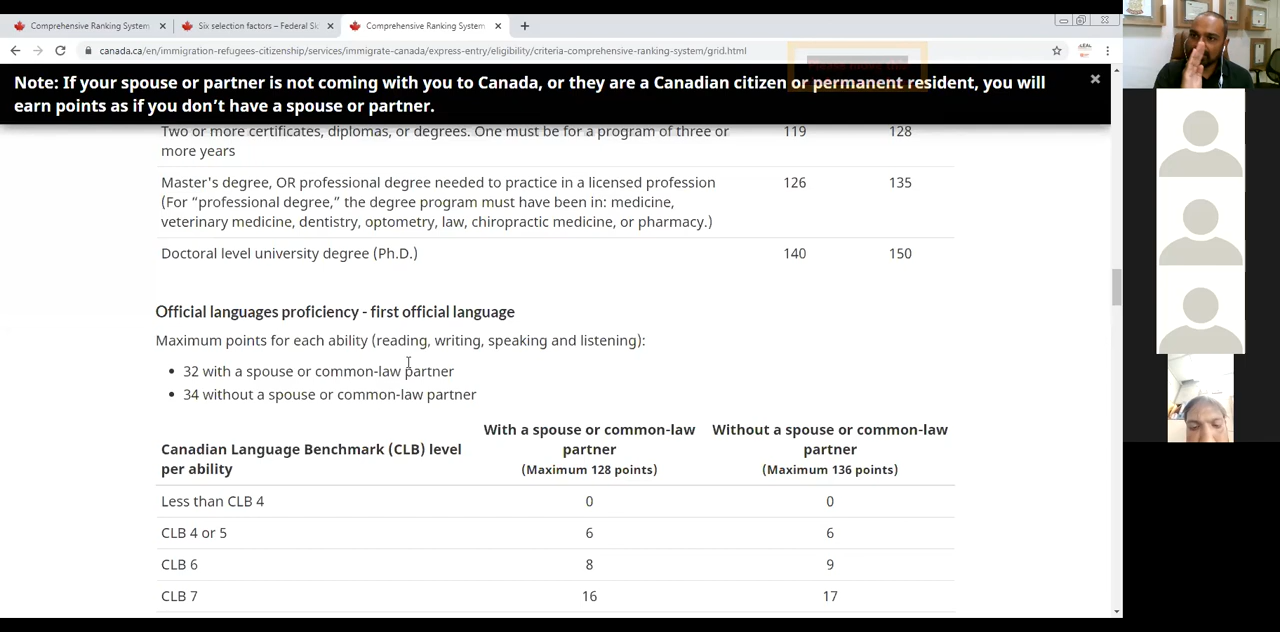 Comprehensive Ranking System
Six selection factors – Federal Sk
Comprehensive Ranking System
canada.ca/en/immigration-refugees-citizenship/services/immigrate-canada/express-entry/eligibility/criteria-comprehensive-ranking-system/grid.html
Note: If your spouse or partner is not coming with you to Canada, or they are a Canadian citizen or permanent resident, you will
earn points as if you don’t have a spouse or partner.
Two or more certificates, diplomas, or degrees. One must be for a program of three or 119 128
more years
Master's degree, OR professional degree needed to practice in a licensed profession 126 135
(For “professional degree,” the degree program must have been in: medicine,
veterinary medicine, dentistry, optometry, law, chiropractic medicine, or pharmacy.)
Doctoral level university degree (Ph.D.) 140 150
Official languages proficiency - first official language
Maximum points for each ability (reading, writing, speaking and listening):
• 32 with a spouse or common-law partner
• 34 without a spouse or common-law partner
Canadian Language Benchmark (CLB) level
per ability
With a spouse or common-law
partner
(Maximum 128 points)
Without a spouse or common-law
partner
(Maximum 136 points)
Less than CLB 4 0 0
CLB 4 or 5 6 6
CLB 6 8 9
CLB 7 16 17